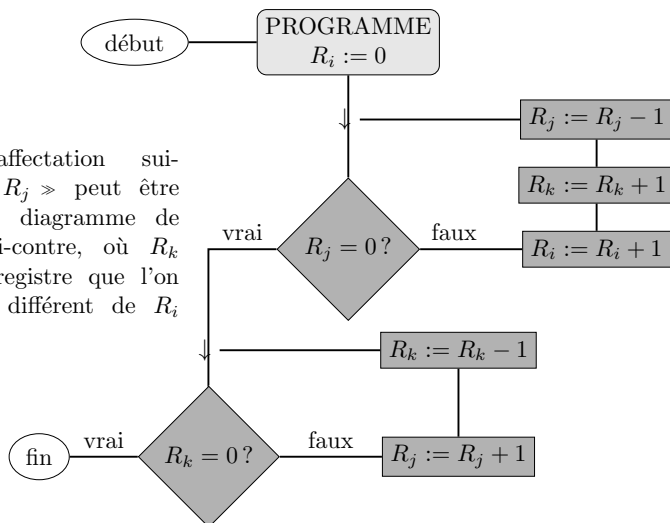 PROGRAMME
début
R_i := 0
↓
R_j := R_j − 1
affectation sui-
R_j ≫ peut être
R_k := R_k + 1
diagramme de
i-contre, où R_k
vrai
R_j = 0 ?
faux
R_i := R_i + 1
registre que l'on
différent de R_i
↓
R_k := R_k − 1
vrai
faux
fin
R_k = 0 ?
R_j := R_j + 1